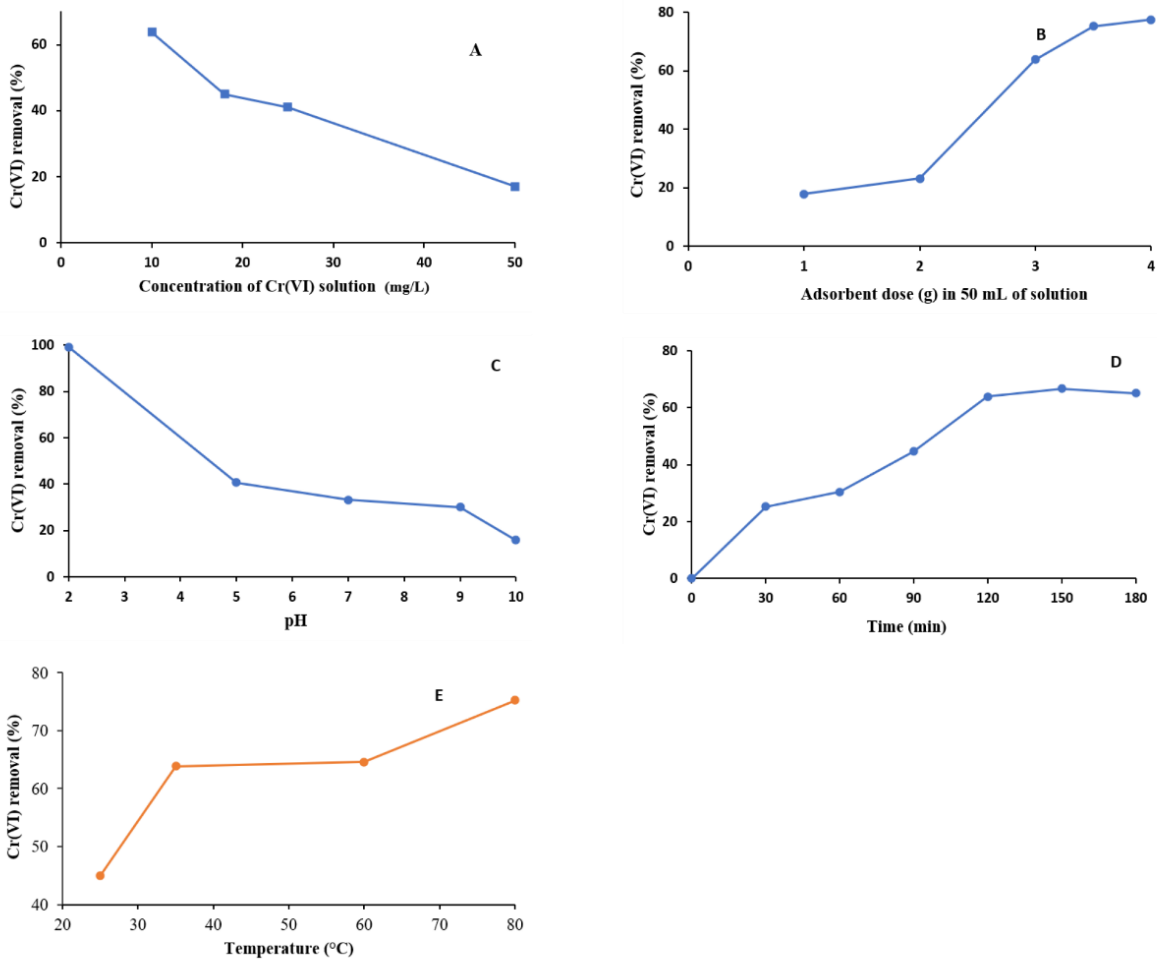 A
Cr(VI) removal (%)
60
40
20
0
0 10 20 30 40 50
Concentration of Cr(VI) solution (mg/L)
B
Cr(VI) removal (%)
80
60
40
20
0
0 1 2 3 4
Adsorbent dose (g) in 50 mL of solution
C
Cr(VI) removal (%)
100
80
60
40
20
0
2 3 4 5 6 7 8 9 10
pH
D
Cr(VI) removal (%)
80
60
40
20
0
0 30 60 90 120 150 180
Time (min)
E
Cr(VI) removal (%)
80
70
60
50
40
20 30 40 50 60 70 80
Temperature (°C)